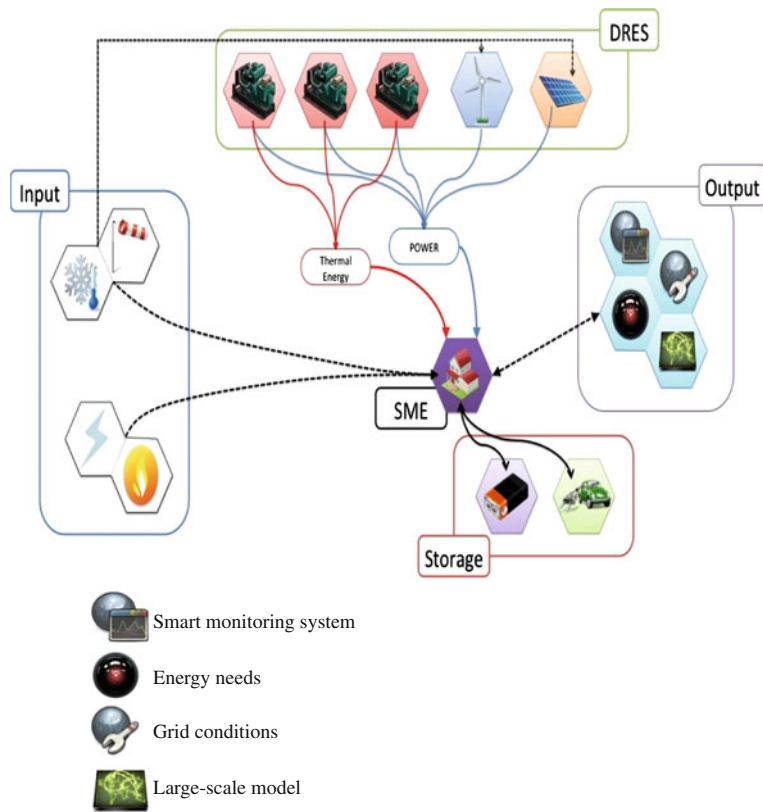 DRES
Input
Output
Thermal
Energy
POWER
SME
Storage
Smart monitoring system
Energy needs
Grid conditions
Large-scale model